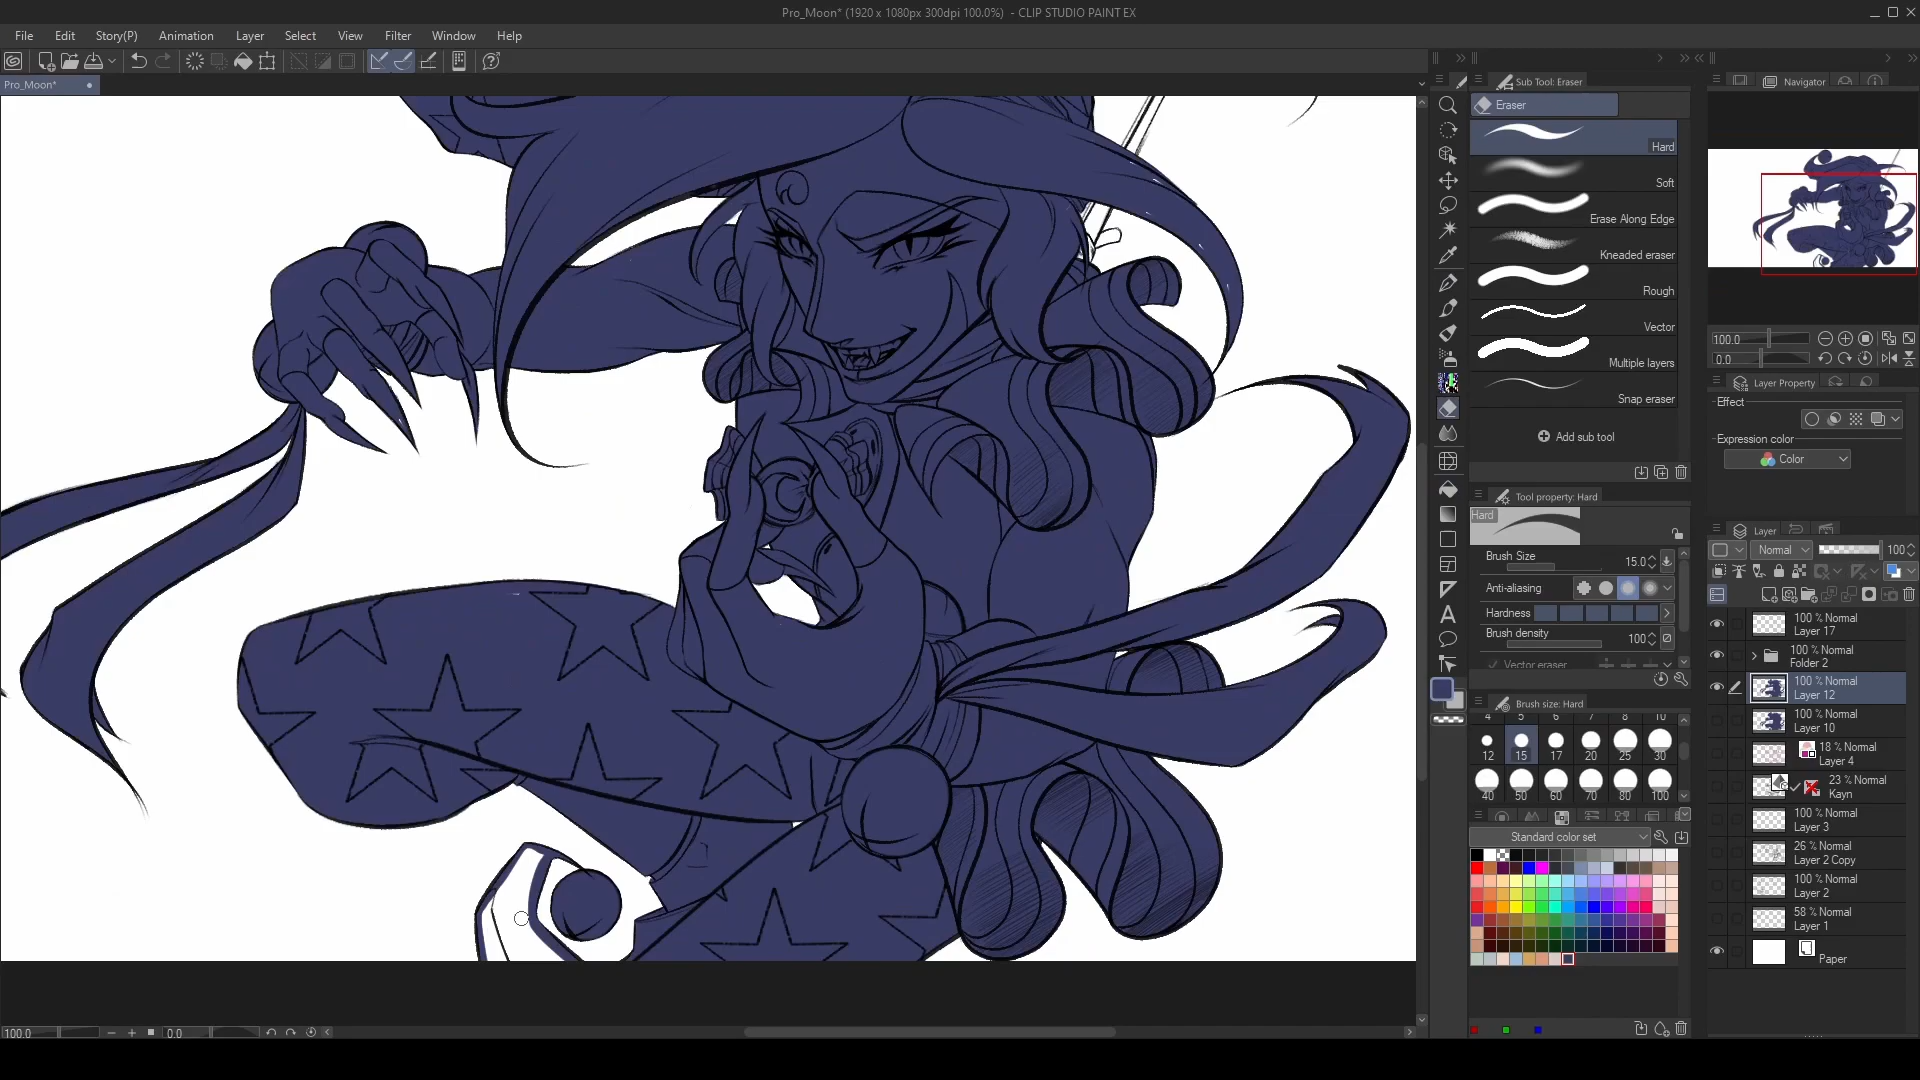 Pro_Moon* (1920 x 1080px 300dpi 100.0%) - CLIP STUDIO PAINT EX
File Edit Story(P) Animation Layer Select View Filter Window Help
Pro_Moon*
Sub Tool: Eraser
Eraser
Hard
Soft
Erase Along Edge
Kneaded eraser
Rough
Vector
Multiple layers
Snap eraser
Add sub tool
Tool property: Hard
Hard
Brush Size 15.0
Anti-aliasing
Hardness
Brush density 100
Vector eraser
Brush size: Hard
4 5 6 7 8 10
12 15 17 20 25 30
40 50 60 70 80 100
Standard color set
Navigator
100.0
0.0
Layer Property
Effect
Expression color
Color
Layer
Normal 100
100 % Normal
Layer 17
100 % Normal
Folder 2
100 % Normal
Layer 12
100 % Normal
Layer 10
18 % Normal
Layer 4
23 % Normal
Kayn
100 % Normal
Layer 3
26 % Normal
Layer 2 Copy
100 % Normal
Layer 2
58 % Normal
Layer 1
Paper
100.0 0.0